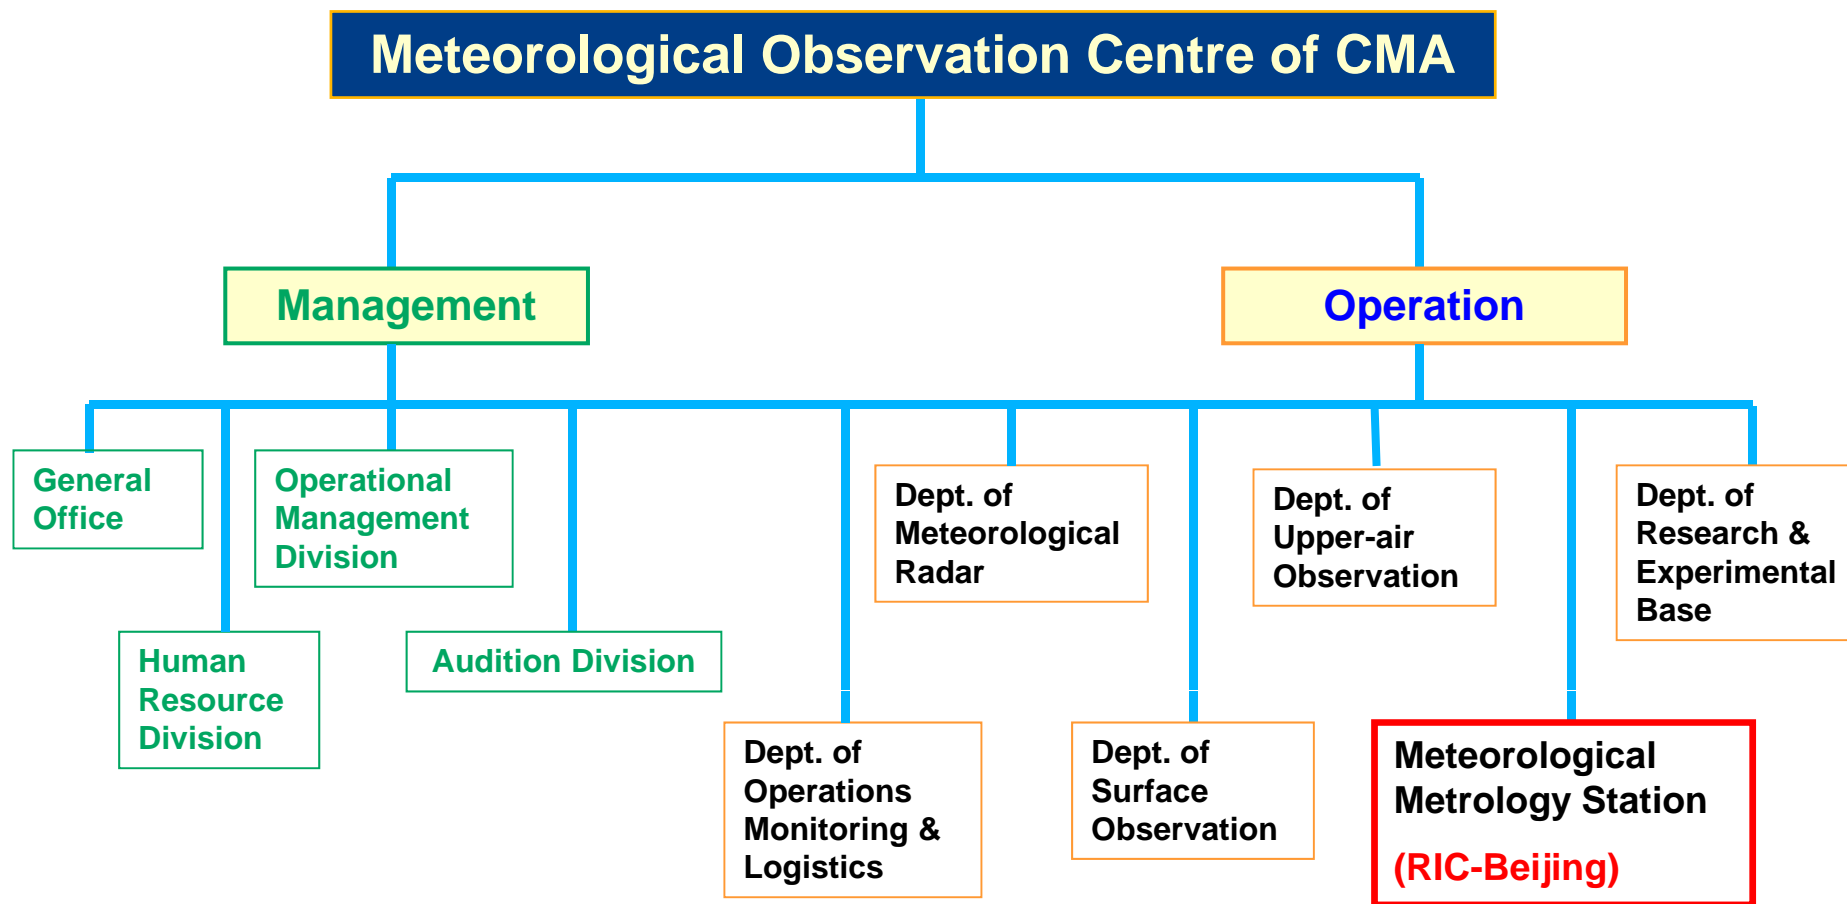 Meteorological Observation Centre of CMA
Management
Operation
General
Office
Operational
Management
Division
Dept. of
Meteorological
Radar
Dept. of
Upper-air
Observation
Dept. of
Research &
Experimental
Base
Human
Resource
Division
Audition Division
Dept. of
Operations
Monitoring &
Logistics
Dept. of
Surface
Observation
Meteorological
Metrology Station
(RIC-Beijing)